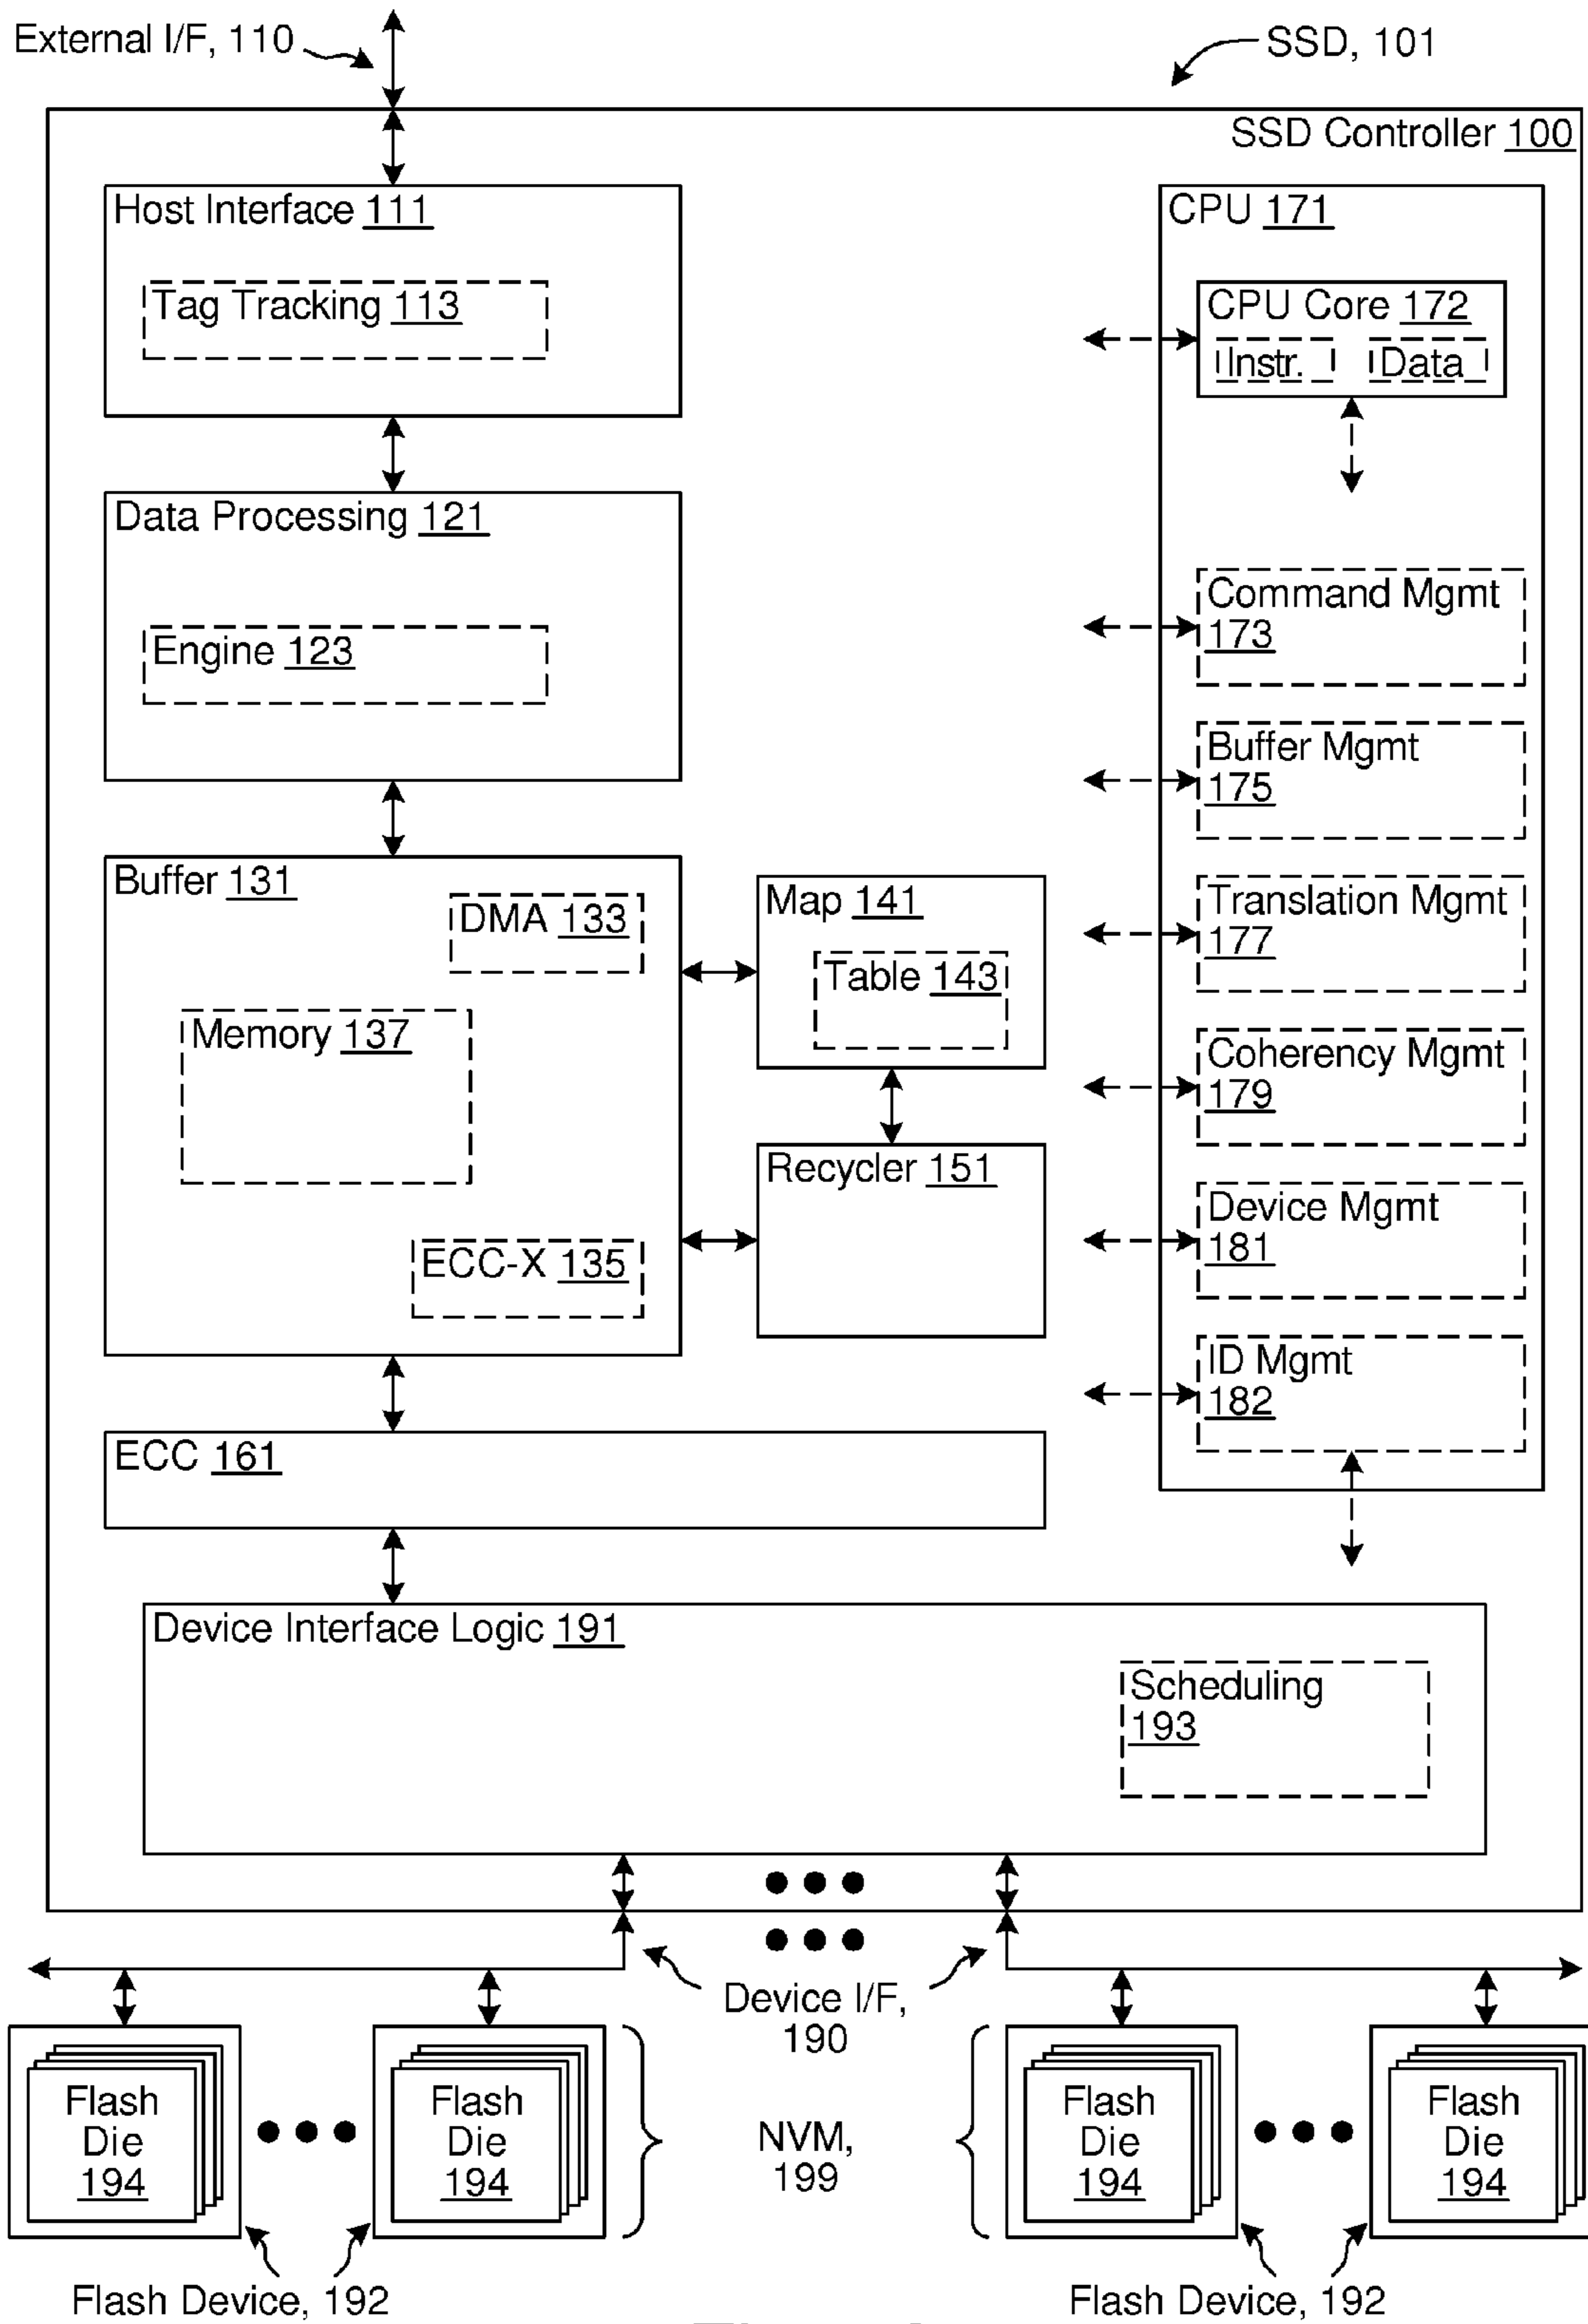 External I/F, 110
SSD, 101
SSD Controller 100
Host Interface 111
Tag Tracking 113
Data Processing 121
Engine 123
Buffer 131
DMA 133
Memory 137
ECC-X 135
Map 141
Table 143
Recycler 151
ECC 161
CPU 171
CPU Core 172
Instr. Data
Command Mgmt
173
Buffer Mgmt
175
Translation Mgmt
177
Coherency Mgmt
179
Device Mgmt
181
ID Mgmt
182
Device Interface Logic 191
Scheduling
193
Device I/F,
190
Flash
Die
194
Flash
Die
194
NVM,
199
Flash
Die
194
Flash
Die
194
Flash Device, 192
Flash Device, 192